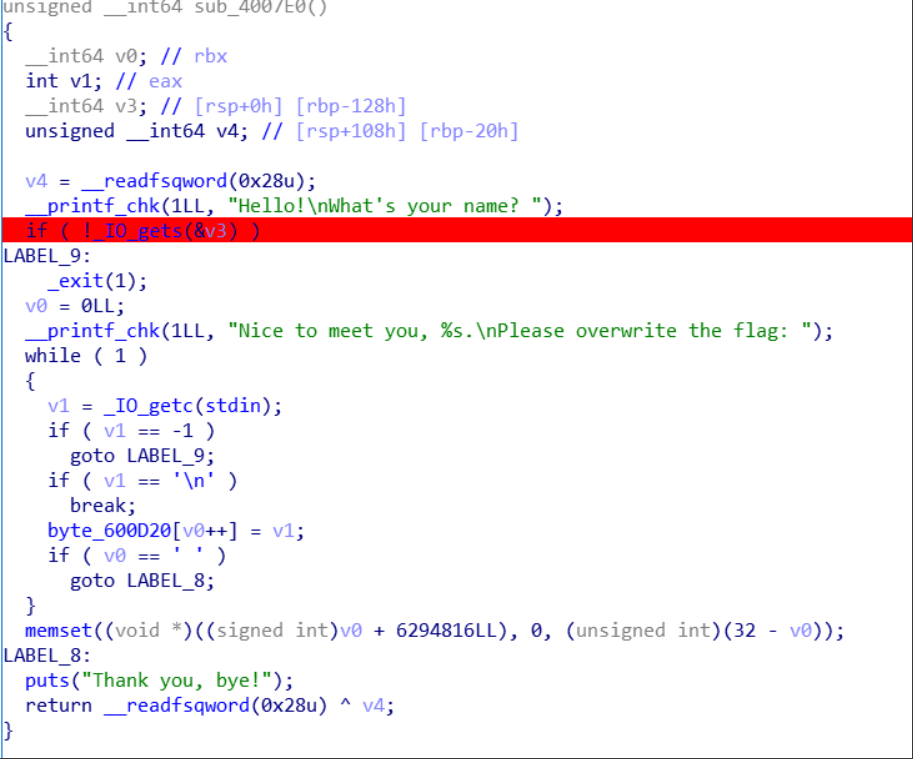 unsigned __int64 sub_4007E0()
{
  __int64 v0; // rbx
  int v1; // eax
  __int64 v3; // [rsp+0h] [rbp-128h]
  unsigned __int64 v4; // [rsp+108h] [rbp-20h]

  v4 = __readfsqword(0x28u);
  __printf_chk(1LL, "Hello!\nWhat's your name? ");
  if ( !_IO_gets(&v3) )
LABEL_9:
    _exit(1);
  v0 = 0LL;
  __printf_chk(1LL, "Nice to meet you, %s.\nPlease overwrite the flag: ");
  while ( 1 )
  {
    v1 = _IO_getc(stdin);
    if ( v1 == -1 )
      goto LABEL_9;
    if ( v1 == '\n' )
      break;
    byte_600D20[v0++] = v1;
    if ( v0 == ' ' )
      goto LABEL_8;
  }
  memset((void *)((signed int)v0 + 6294816LL), 0, (unsigned int)(32 - v0));
LABEL_8:
  puts("Thank you, bye!");
  return __readfsqword(0x28u) ^ v4;
}